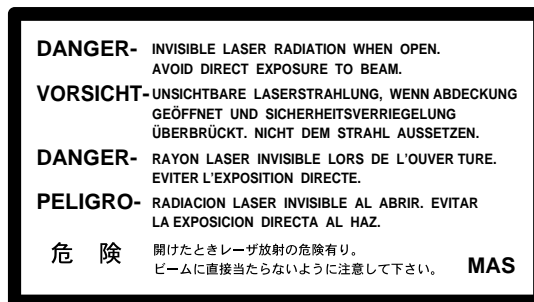 DANGER- INVISIBLE LASER RADIATION WHEN OPEN.
AVOID DIRECT EXPOSURE TO BEAM.
VORSICHT- UNSICHTBARE LASERSTRAHLUNG, WENN ABDECKUNG
GEÖFFNET UND SICHERHEITSVERRIEGELUNG
ÜBERBRÜCKT. NICHT DEM STRAHL AUSSETZEN.
DANGER- RAYON LASER INVISIBLE LORS DE L'OUVER TURE.
EVITER L'EXPOSITION DIRECTE.
PELIGRO- RADIACION LASER INVISIBLE AL ABRIR. EVITAR
LA EXPOSICION DIRECTA AL HAZ.
危 険 開けたときレーザ放射の危険有り。
ビームに直接当たらないように注意して下さい。 MAS